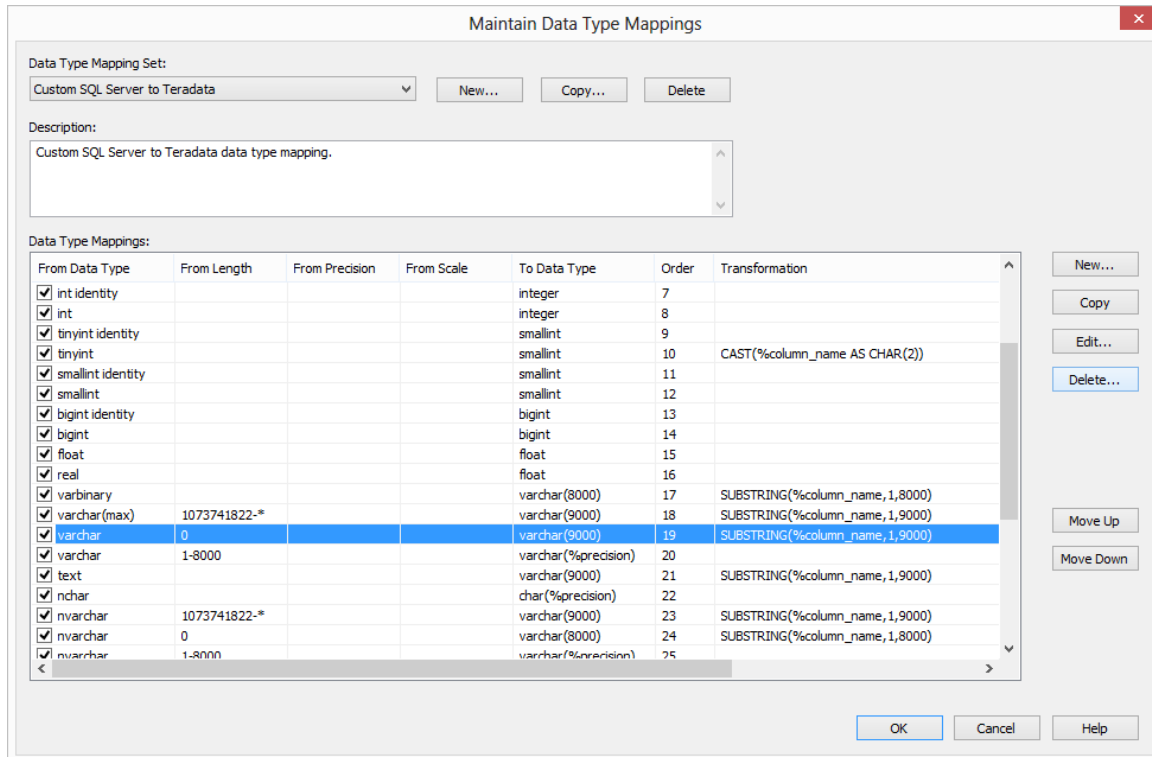 Maintain Data Type Mappings
Data Type Mapping Set:
Custom SQL Server to Teradata New... Copy... Delete
Description:
Custom SQL Server to Teradata data type mapping.
Data Type Mappings:
From Data Type From Length From Precision From Scale To Data Type Order Transformation
int identity integer 7
int integer 8
tinyint identity smallint 9
tinyint smallint 10 CAST(%column_name AS CHAR(2))
smallint identity smallint 11
smallint smallint 12
bigint identity bigint 13
bigint bigint 14
float float 15
real float 16
varbinary varchar(8000) 17 SUBSTRING(%column_name,1,8000)
varchar(max) 1073741822-* varchar(9000) 18 SUBSTRING(%column_name,1,9000)
varchar 0 varchar(9000) 19 SUBSTRING(%column_name,1,9000)
varchar 1-8000 varchar(%precision) 20
text varchar(9000) 21 SUBSTRING(%column_name,1,9000)
nchar char(%precision) 22
nvarchar 1073741822-* varchar(9000) 23 SUBSTRING(%column_name,1,9000)
nvarchar 0 varchar(8000) 24 SUBSTRING(%column_name,1,8000)
nvarchar 1-8000 varchar(%precision) 25
New...
Copy
Edit...
Delete...
Move Up
Move Down
OK Cancel Help